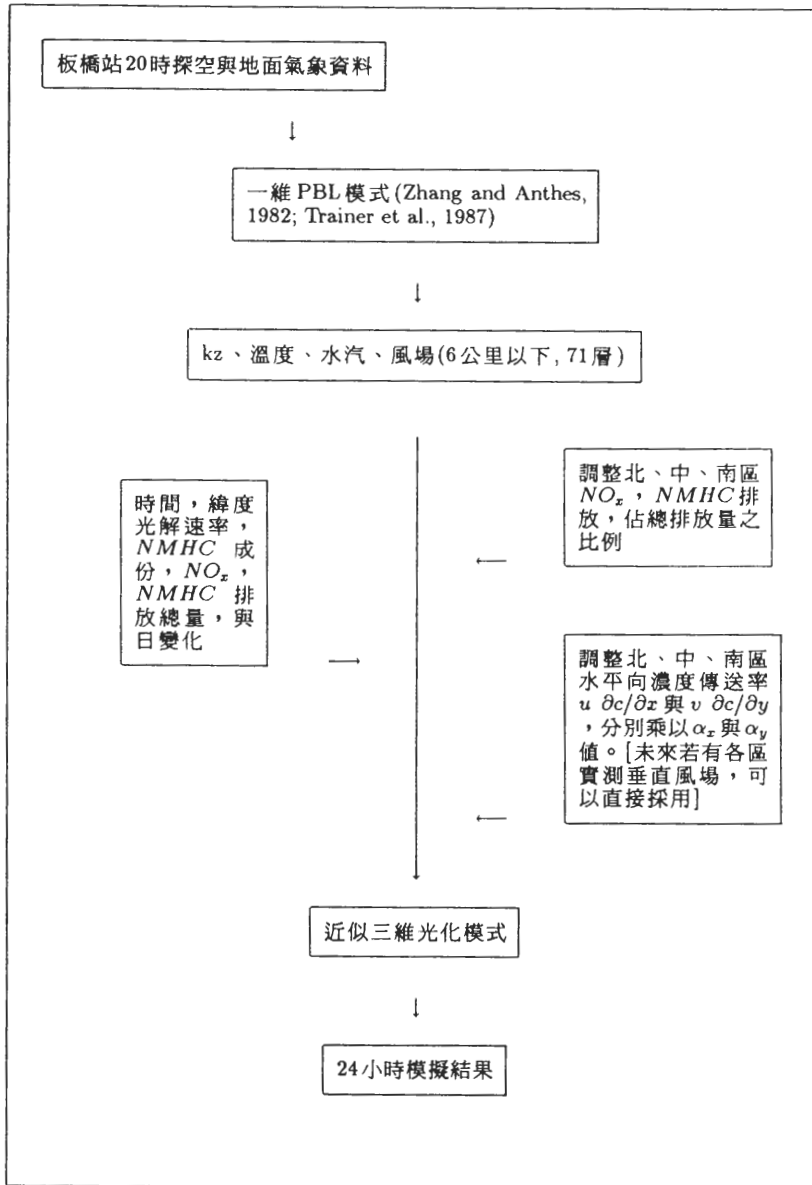 板橋站20時探空與地面氣象資料
↓
一維PBL模式(Zhang and Anthes,
1982; Trainer et al., 1987)
↓
kz、溫度、水汽、風場(6公里以下, 71層)
時間，緯度
光解速率，
NMHC 成
份，NOₓ，
NMHC 排
放總量，與
日變化
→
調整北、中、南區
NOₓ，NMHC排
放，佔總排放量之
比例
←
調整北、中、南區
水平向濃度傳送率
u ∂c/∂x與v ∂c/∂y
，分別乘以αₓ與α_y
值。[未來若有各區
實測垂直風場，可
以直接採用]
←
近似三維光化模式
↓
24小時模擬結果